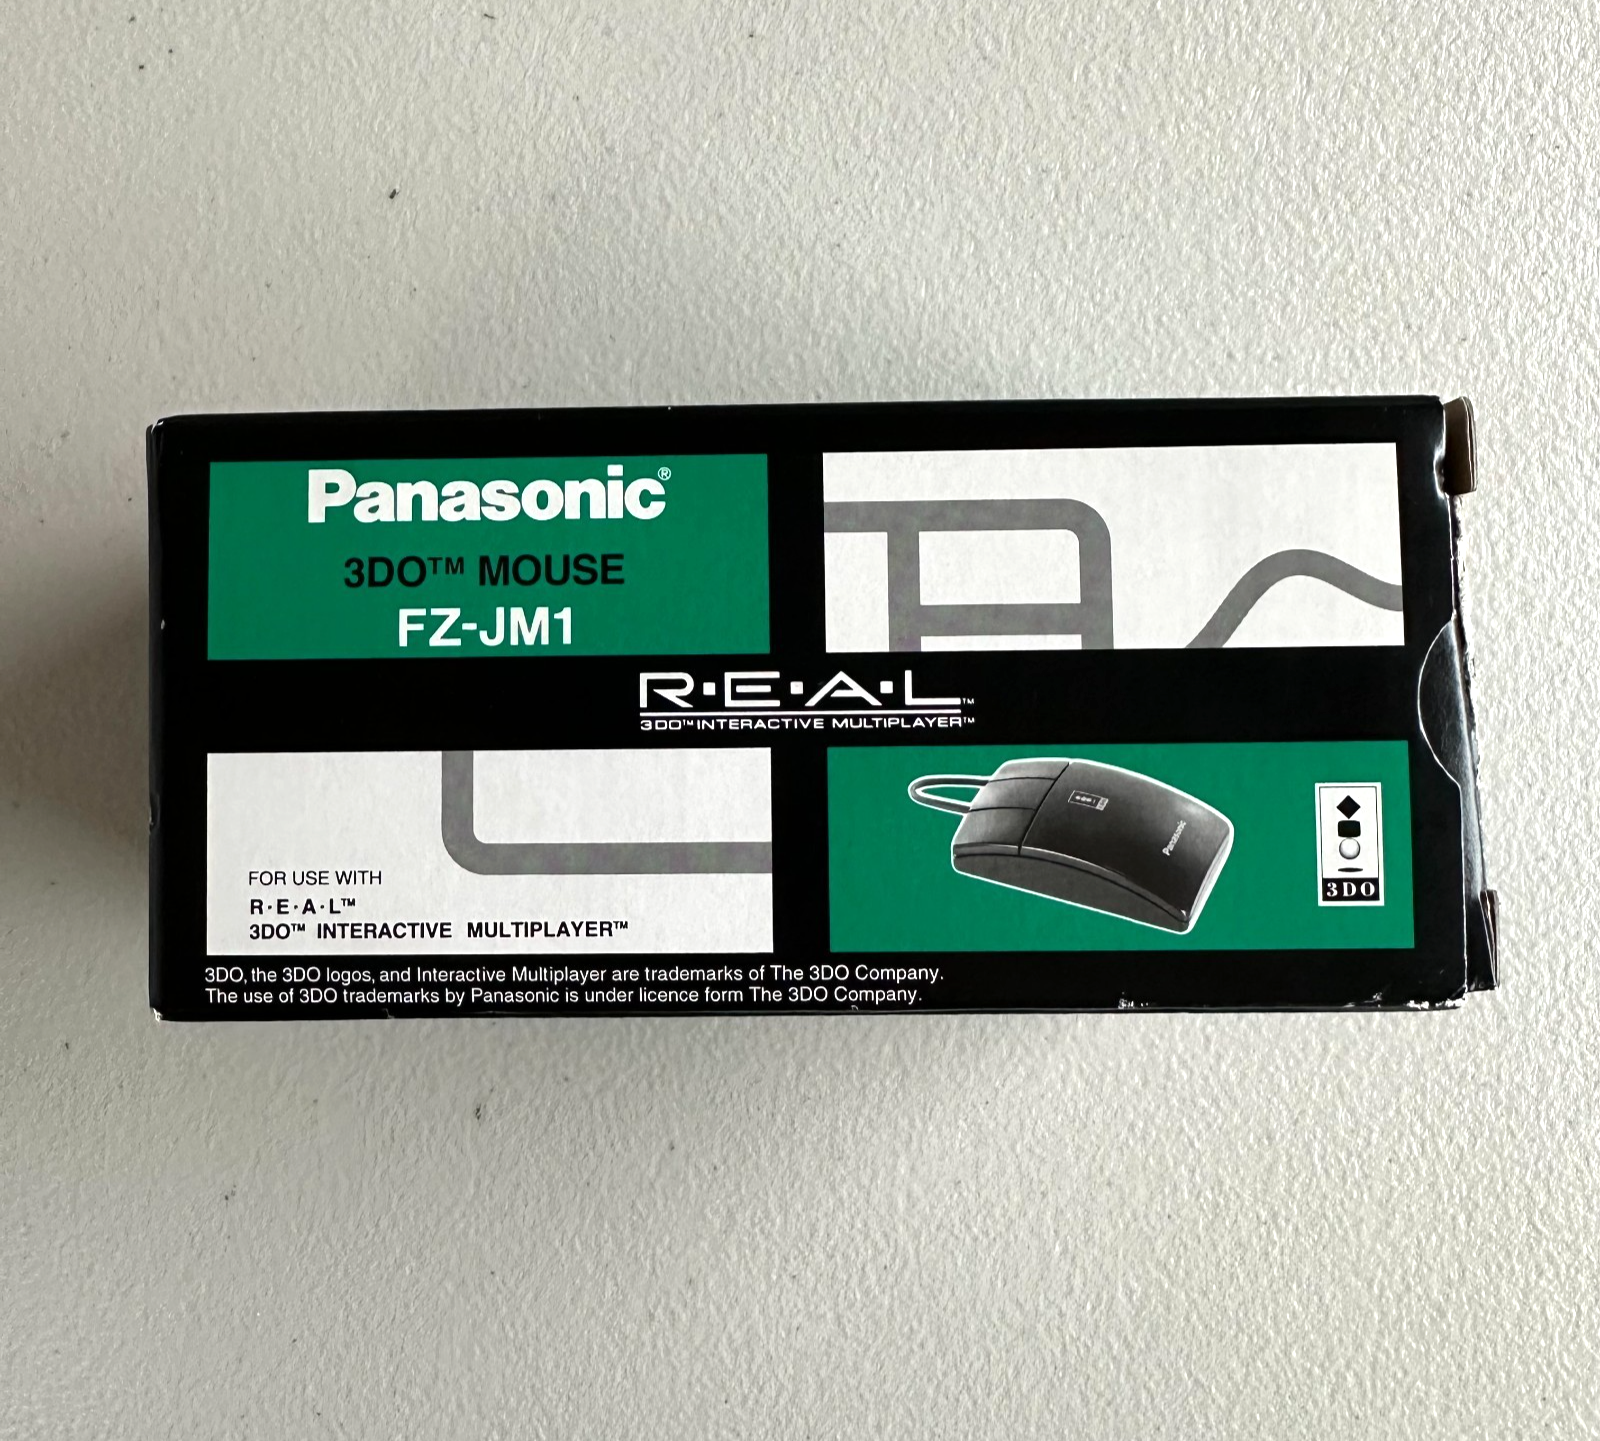 Panasonic®
3DO™ MOUSE
FZ-JM1
R·E·A·L™
3DO™ INTERACTIVE MULTIPLAYER™
FOR USE WITH
R·E·A·L™
3DO™ INTERACTIVE MULTIPLAYER™
Panasonic
3DO
3DO, the 3DO logos, and Interactive Multiplayer are trademarks of The 3DO Company.
The use of 3DO trademarks by Panasonic is under licence form The 3DO Company.